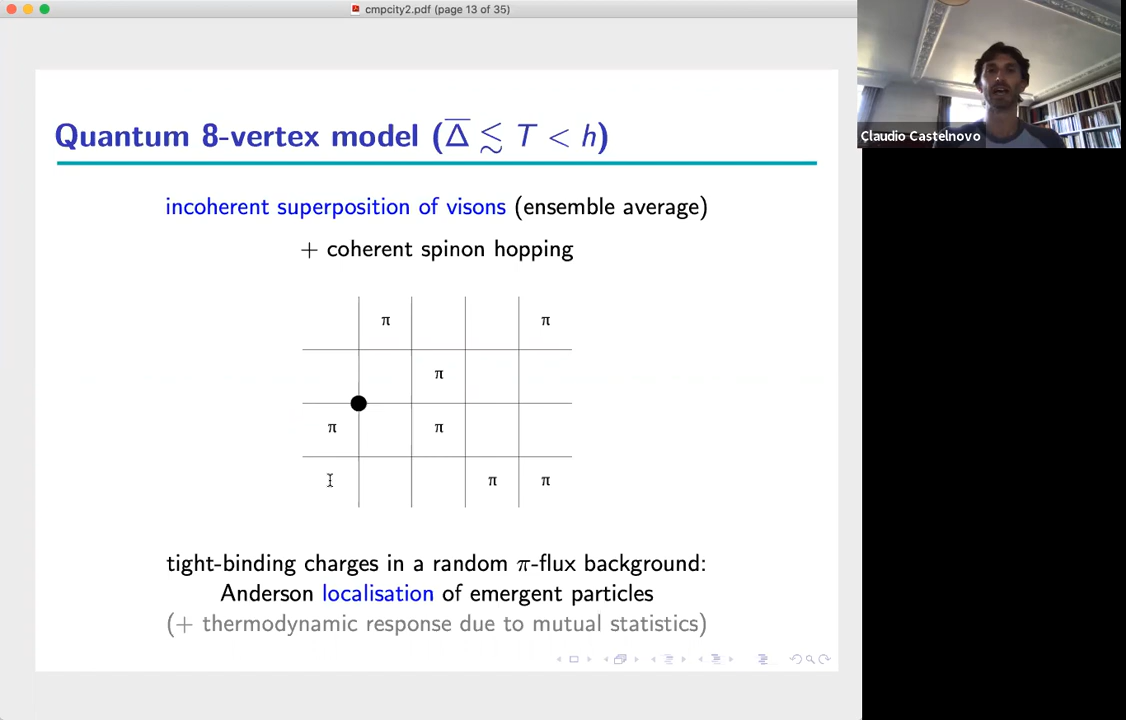 cmpcity2.pdf (page 13 of 35)
Claudio Castelnovo
Quantum 8-vertex model (Δ̅ ≲ T < h)
incoherent superposition of visons (ensemble average)
+ coherent spinon hopping
π π
π
π π
π π
tight-binding charges in a random π-flux background:
Anderson localisation of emergent particles
(+ thermodynamic response due to mutual statistics)